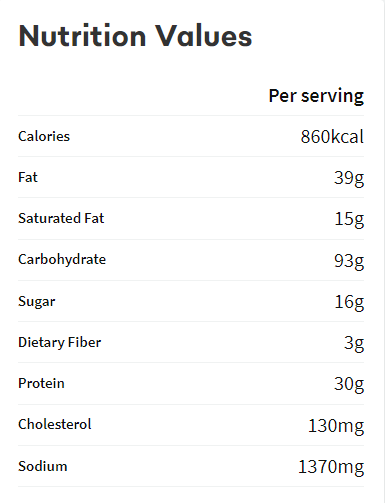 Nutrition Values
Per serving
Calories 860kcal
Fat 39g
Saturated Fat 15g
Carbohydrate 93g
Sugar 16g
Dietary Fiber 3g
Protein 30g
Cholesterol 130mg
Sodium 1370mg